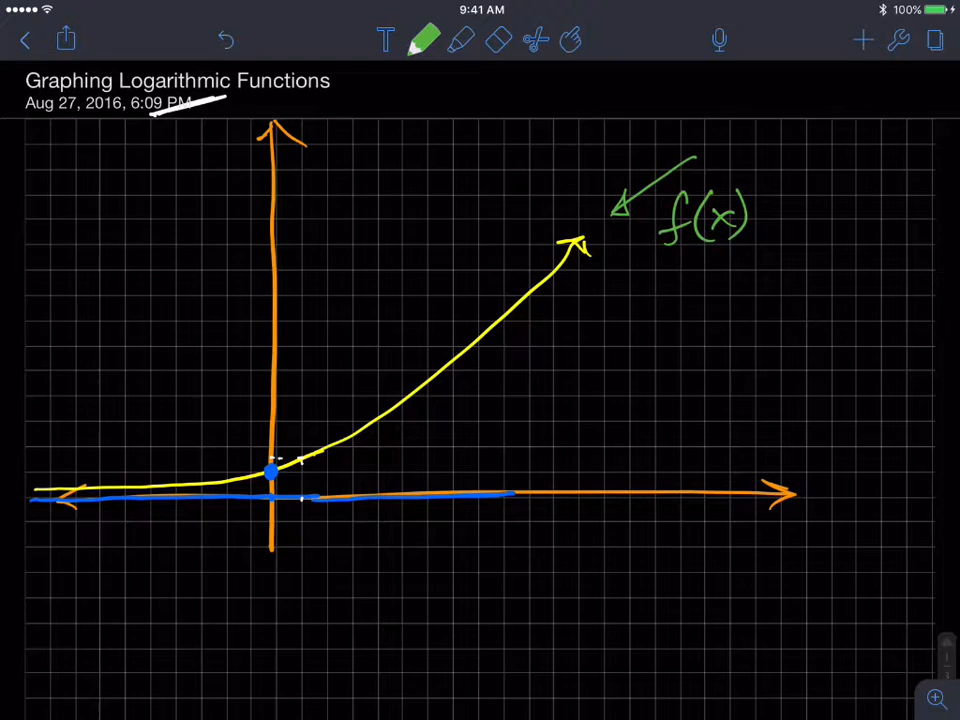 9:41 AM
100%
T
Graphing Logarithmic Functions
Aug 27, 2016, 6:09 PM
f(x)